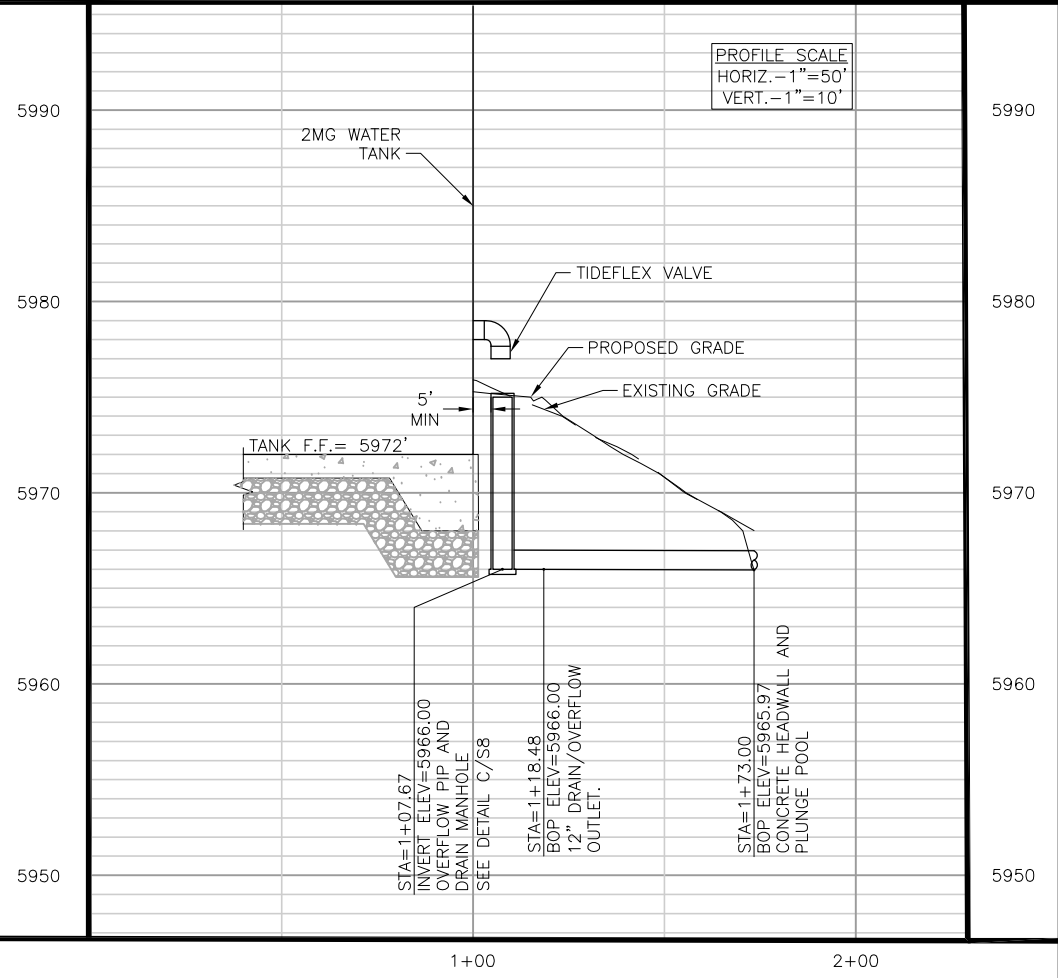 PROFILE SCALE
HORIZ.-1"=50'
VERT.-1"=10'
5990
5990
2MG WATER
TANK
TIDEFLEX VALVE
5980
5980
PROPOSED GRADE
EXISTING GRADE
5'
MIN
TANK F.F.= 5972'
5970
5970
5960
5960
STA=1+07.67
INVERT ELEV=5966.00
OVERFLOW PIP AND
DRAIN MANHOLE
SEE DETAIL C/S8
STA=1+18.48
BOP ELEV=5966.00
12" DRAIN/OVERFLOW
OUTLET.
STA=1+73.00
BOP ELEV=5965.97
CONCRETE HEADWALL AND
PLUNGE POOL
5950
5950
1+00
2+00